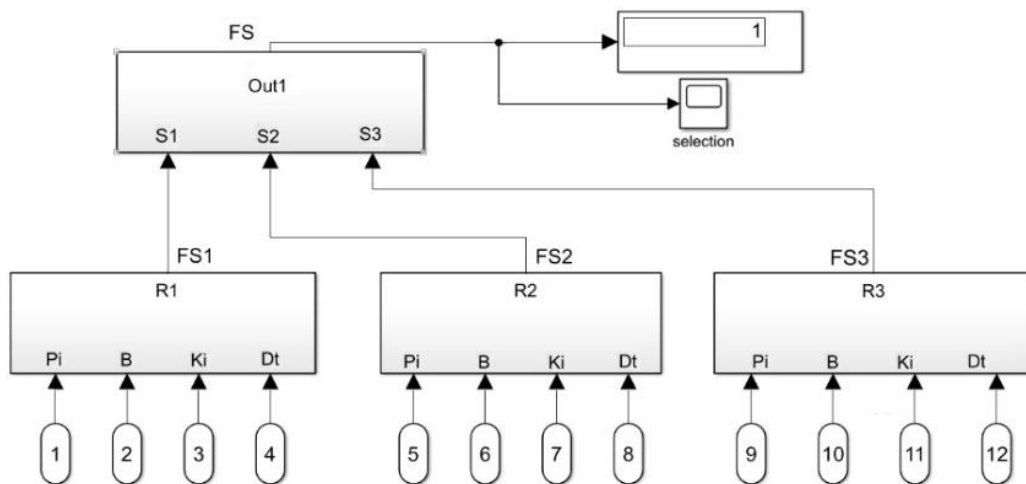 FS
1
Out1
S1 S2 S3
selection
FS1 FS2 FS3
R1 R2 R3
Pi B Ki Dt Pi B Ki Dt Pi B Ki Dt
1 2 3 4 5 6 7 8 9 10 11 12